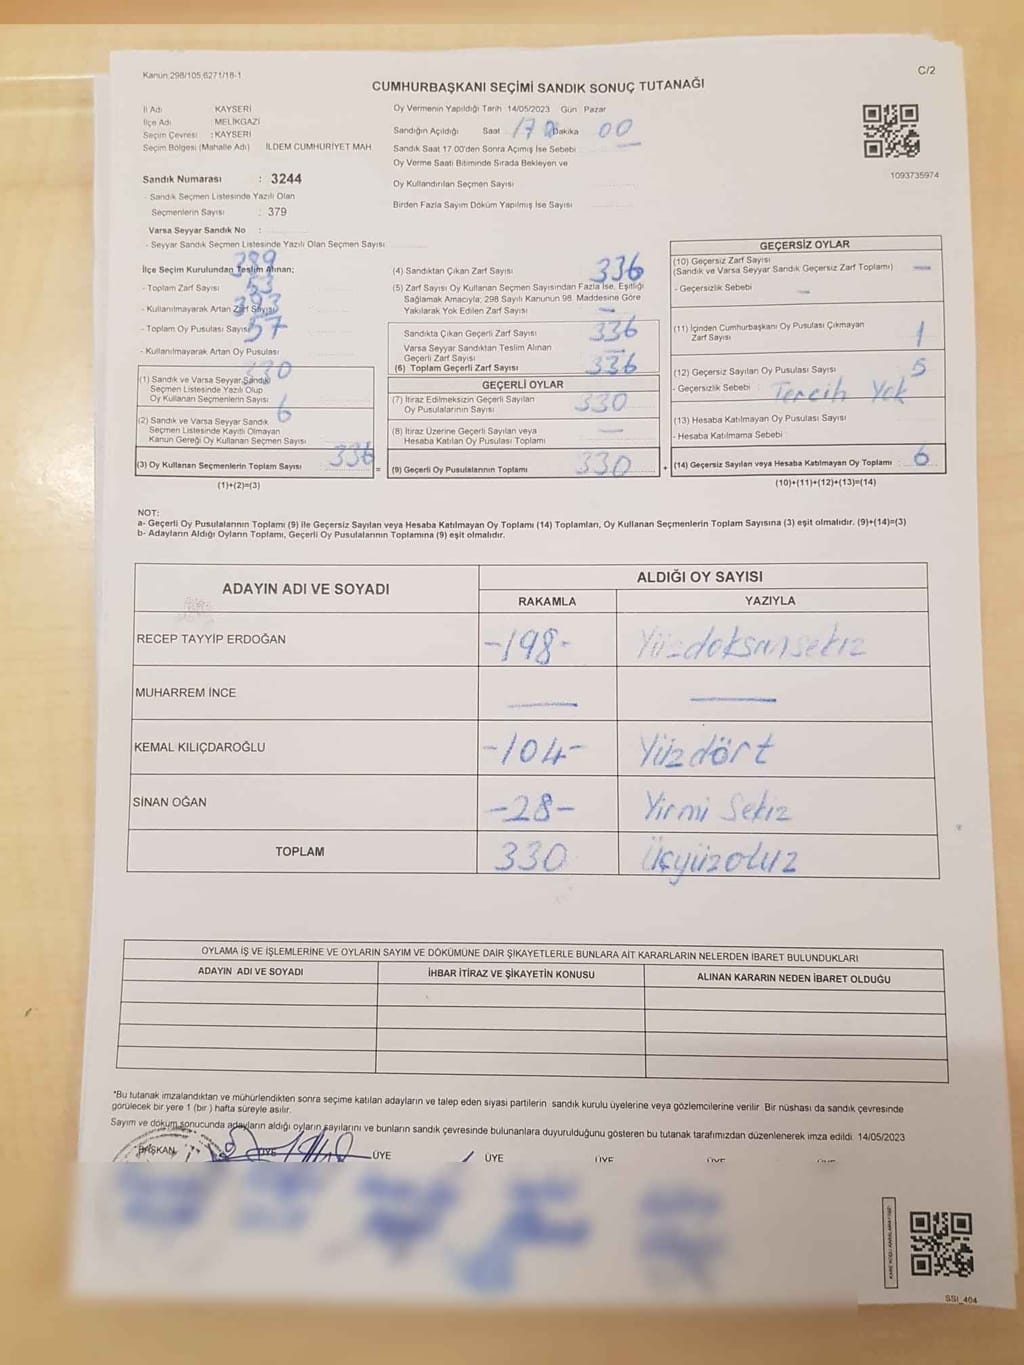 Kanun:298/105,6271/18-1
C/2
CUMHURBAŞKANI SEÇİMİ SANDIK SONUÇ TUTANAĞI
İl Adı KAYSERİ
İlçe Adı MELİKGAZİ
Seçim Çevresi : KAYSERİ
Seçim Bölgesi (Mahalle Adı) İLDEM CUMHURİYET MAH.
Sandık Numarası : 3244
- Sandık Seçmen Listesinde Yazılı Olan
Seçmenlerin Sayısı : 379
Varsa Seyyar Sandık No :
- Seyyar Sandık Seçmen Listesinde Yazılı Olan Seçmen Sayısı
Oy Vermenin Yapıldığı Tarih 14/05/2023 Gün Pazar
Sandığın Açıldığı Saat 17 Dakika 00
Sandık Saat 17.00'den Sonra Açımış İse Sebebi —
Oy Verme Saati Bitiminde Sırada Bekleyen ve
Oy Kullandırılan Seçmen Sayısı
Birden Fazla Sayım Döküm Yapılmış İse Sayısı
1093735974
İlçe Seçim Kurulundan Teslim Alınan;
389
- Toplam Zarf Sayısı
53
- Kullanılmayarak Artan Zarf Sayısı
393
- Toplam Oy Pusulası Sayısı
57
- Kullanılmayarak Artan Oy Pusulası
(1) Sandık ve Varsa Seyyar Sandık
Seçmen Listesinde Yazılı Olup
Oy Kullanan Seçmenlerin Sayısı
330
(2) Sandık ve Varsa Seyyar Sandık
Seçmen Listesinde Kayıtlı Olmayan
Kanun Gereği Oy Kullanan Seçmen Sayısı
6
(3) Oy Kullanan Seçmenlerin Toplam Sayısı 336 =
(1)+(2)=(3)
(4) Sandıktan Çıkan Zarf Sayısı 336
(5) Zarf Sayısı Oy Kullanan Seçmen Sayısından Fazla İse, Eşitliği
Sağlamak Amacıyla; 298 Sayılı Kanunun 98. Maddesine Göre
Yakılarak Yok Edilen Zarf Sayısı —
Sandıkta Çıkan Geçerli Zarf Sayısı 336
Varsa Seyyar Sandıktan Teslim Alınan
Geçerli Zarf Sayısı —
(6) Toplam Geçerli Zarf Sayısı 336
GEÇERLİ OYLAR
(7) İtiraz Edilmeksizin Geçerli Sayılan
Oy Pusulalarının Sayısı 330
(8) İtiraz Üzerine Geçerli Sayılan veya
Hesaba Katılan Oy Pusulası Toplamı —
(9) Geçerli Oy Pusulalarının Toplamı 330 +
GEÇERSİZ OYLAR
(10) Geçersiz Zarf Sayısı
(Sandık ve Varsa Seyyar Sandık Geçersiz Zarf Toplamı) —
- Geçersizlik Sebebi —
(11) İçinden Cumhurbaşkanı Oy Pusulası Çıkmayan
Zarf Sayısı 1
(12) Geçersiz Sayılan Oy Pusulası Sayısı 5
- Geçersizlik Sebebi : Tercih Yok
(13) Hesaba Katılmayan Oy Pusulası Sayısı
- Hesaba Katılmama Sebebi
(14) Geçersiz Sayılan veya Hesaba Katılmayan Oy Toplamı 6
(10)+(11)+(12)+(13)=(14)
NOT:
a- Geçerli Oy Pusulalarının Toplamı (9) ile Geçersiz Sayılan veya Hesaba Katılmayan Oy Toplamı (14) Toplamları, Oy Kullanan Seçmenlerin Toplam Sayısına (3) eşit olmalıdır. (9)+(14)=(3)
b- Adayların Aldığı Oyların Toplamı, Geçerli Oy Pusulalarının Toplamına (9) eşit olmalıdır.
ADAYIN ADI VE SOYADI ALDIĞI OY SAYISI
RAKAMLA YAZIYLA
RECEP TAYYİP ERDOĞAN -198- Yüzdoksansekiz
MUHARREM İNCE — —
KEMAL KILIÇDAROĞLU -104- Yüzdört
SİNAN OĞAN -28- Yirmi Sekiz
TOPLAM 330 Üçyüzotuz
OYLAMA İŞ VE İŞLEMLERİNE VE OYLARIN SAYIM VE DÖKÜMÜNE DAİR ŞİKAYETLERLE BUNLARA AİT KARARLARIN NELERDEN İBARET BULUNDUKLARI
ADAYIN ADI VE SOYADI İHBAR İTİRAZ VE ŞİKAYETİN KONUSU ALINAN KARARIN NEDEN İBARET OLDUĞU
*Bu tutanak imzalandıktan ve mühürlendikten sonra seçime katılan adayların ve talep eden siyasi partilerin sandık kurulu üyelerine veya gözlemcilerine verilir. Bir nüshası da sandık çevresinde
görülecek bir yere 1 (bir) hafta süreyle asılır.
Sayım ve döküm sonucunda adayların aldığı oyların sayılarını ve bunların sandık çevresinde bulunanlara duyurulduğunu gösteren bu tutanak tarafımızdan düzenlenerek imza edildi. 14/05/2023
BAŞKAN ÜYE ÜYE ÜYE ÜYE ÜYE ÜYE
SSI_404